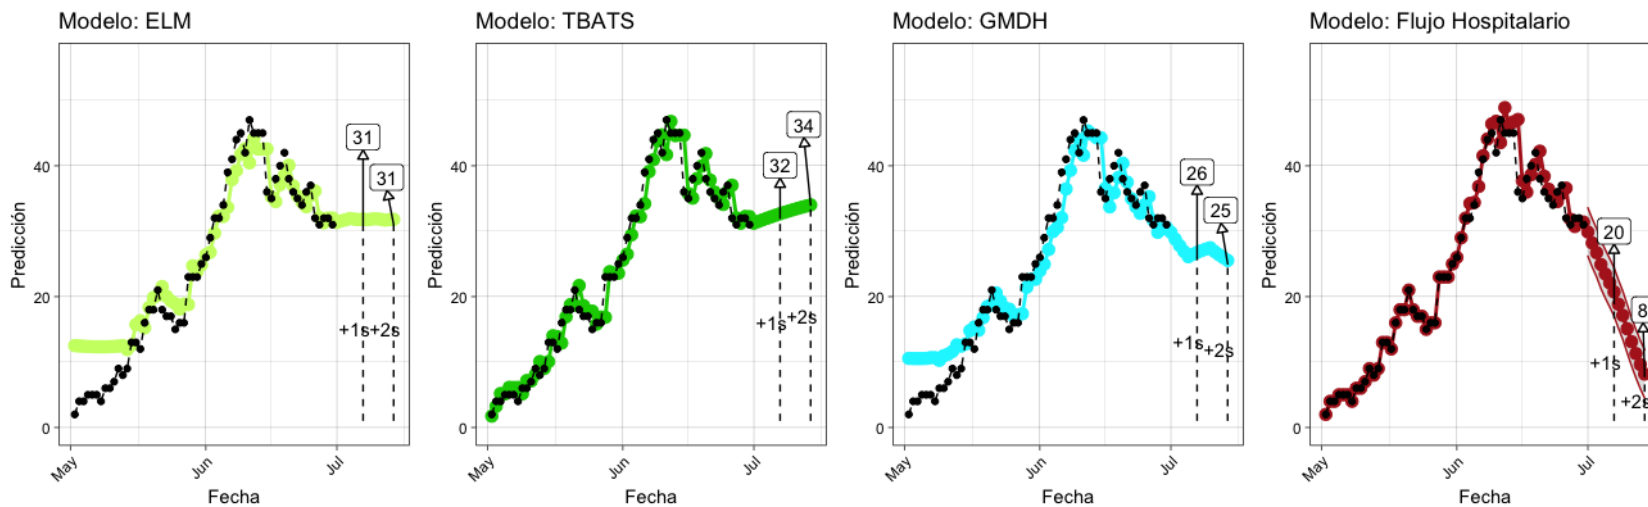 Modelo: ELM
Predicción
40
20
0
31
31
+1s
+2s
May
Jun
Jul
Fecha
Modelo: TBATS
Predicción
40
20
0
32
34
+1s
+2s
May
Jun
Jul
Fecha
Modelo: GMDH
Predicción
40
20
0
26
25
+1s
+2s
May
Jun
Jul
Fecha
Modelo: Flujo Hospitalario
Predicción
40
20
0
20
8
+1s
+2s
May
Jun
Jul
Fecha